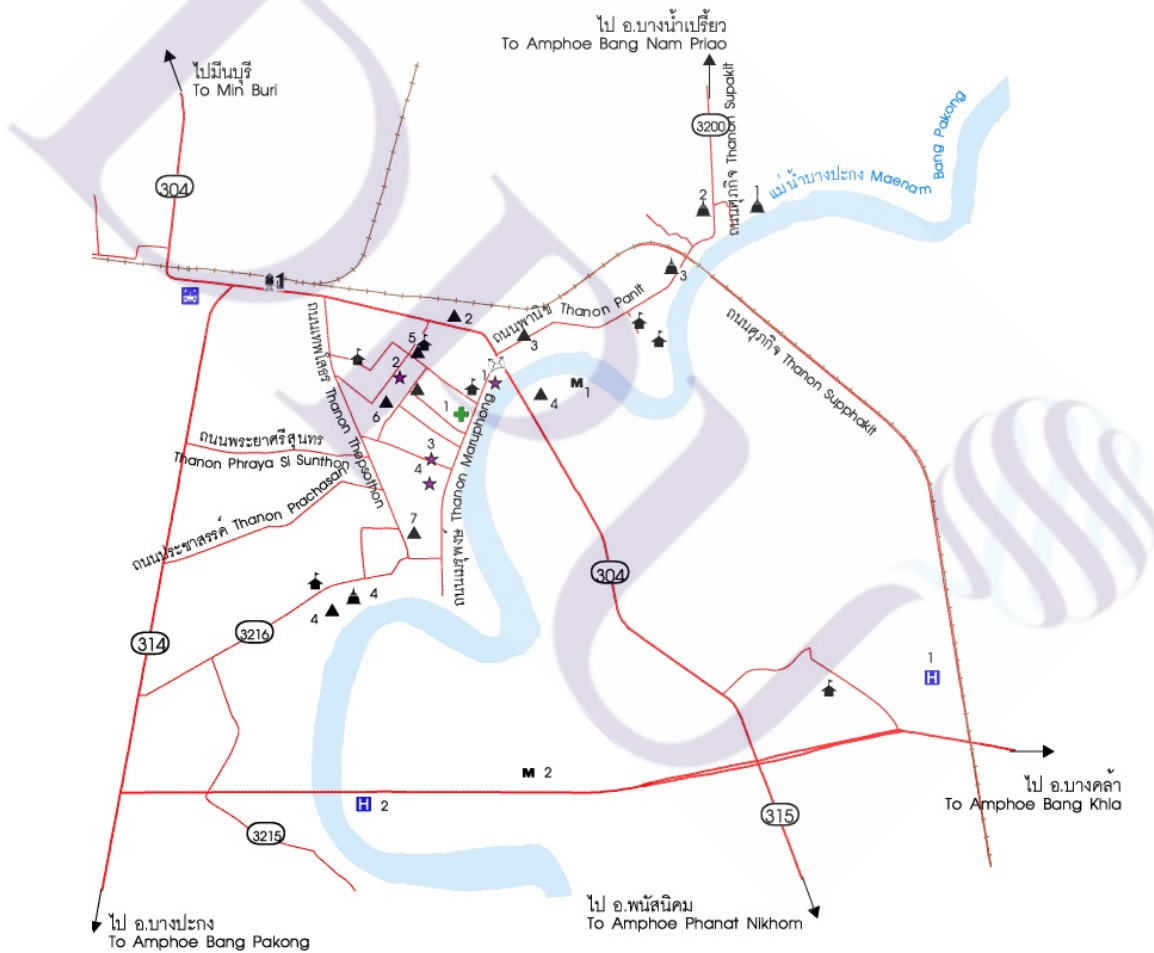 ไป อ.บางน้ำเปรี้ยว
To Amphoe Bang Nam Priao
ไปมีนบุรี
To Min Buri
304
3200
ถนนศุภกิจ Thanon Supakit
แม่น้ำบางปะกง Maenam Bang Pakong
2
1
3
1
2
ถนนพานิช Thanon Panit
3
ถนนเทพโสธร Thanon Thepsothon
5
2
6
1
1
M 1
4
ถนนศุภกิจ Thanon Supphakit
ถนนพระยาศรีสุนทร
Thanon Phraya Si Sunthon
3
4
ถนนมรุพงษ์ Thanon Maruphong
ถนนประชาสรรค์ Thanon Prachasan
7
304
4
4
3216
314
1
H
M 2
H 2
ไป อ.บางคล้า
To Amphoe Bang Khla
3215
315
ไป อ.บางปะกง
To Amphoe Bang Pakong
ไป อ.พนัสนิคม
To Amphoe Phanat Nikhom
DPU